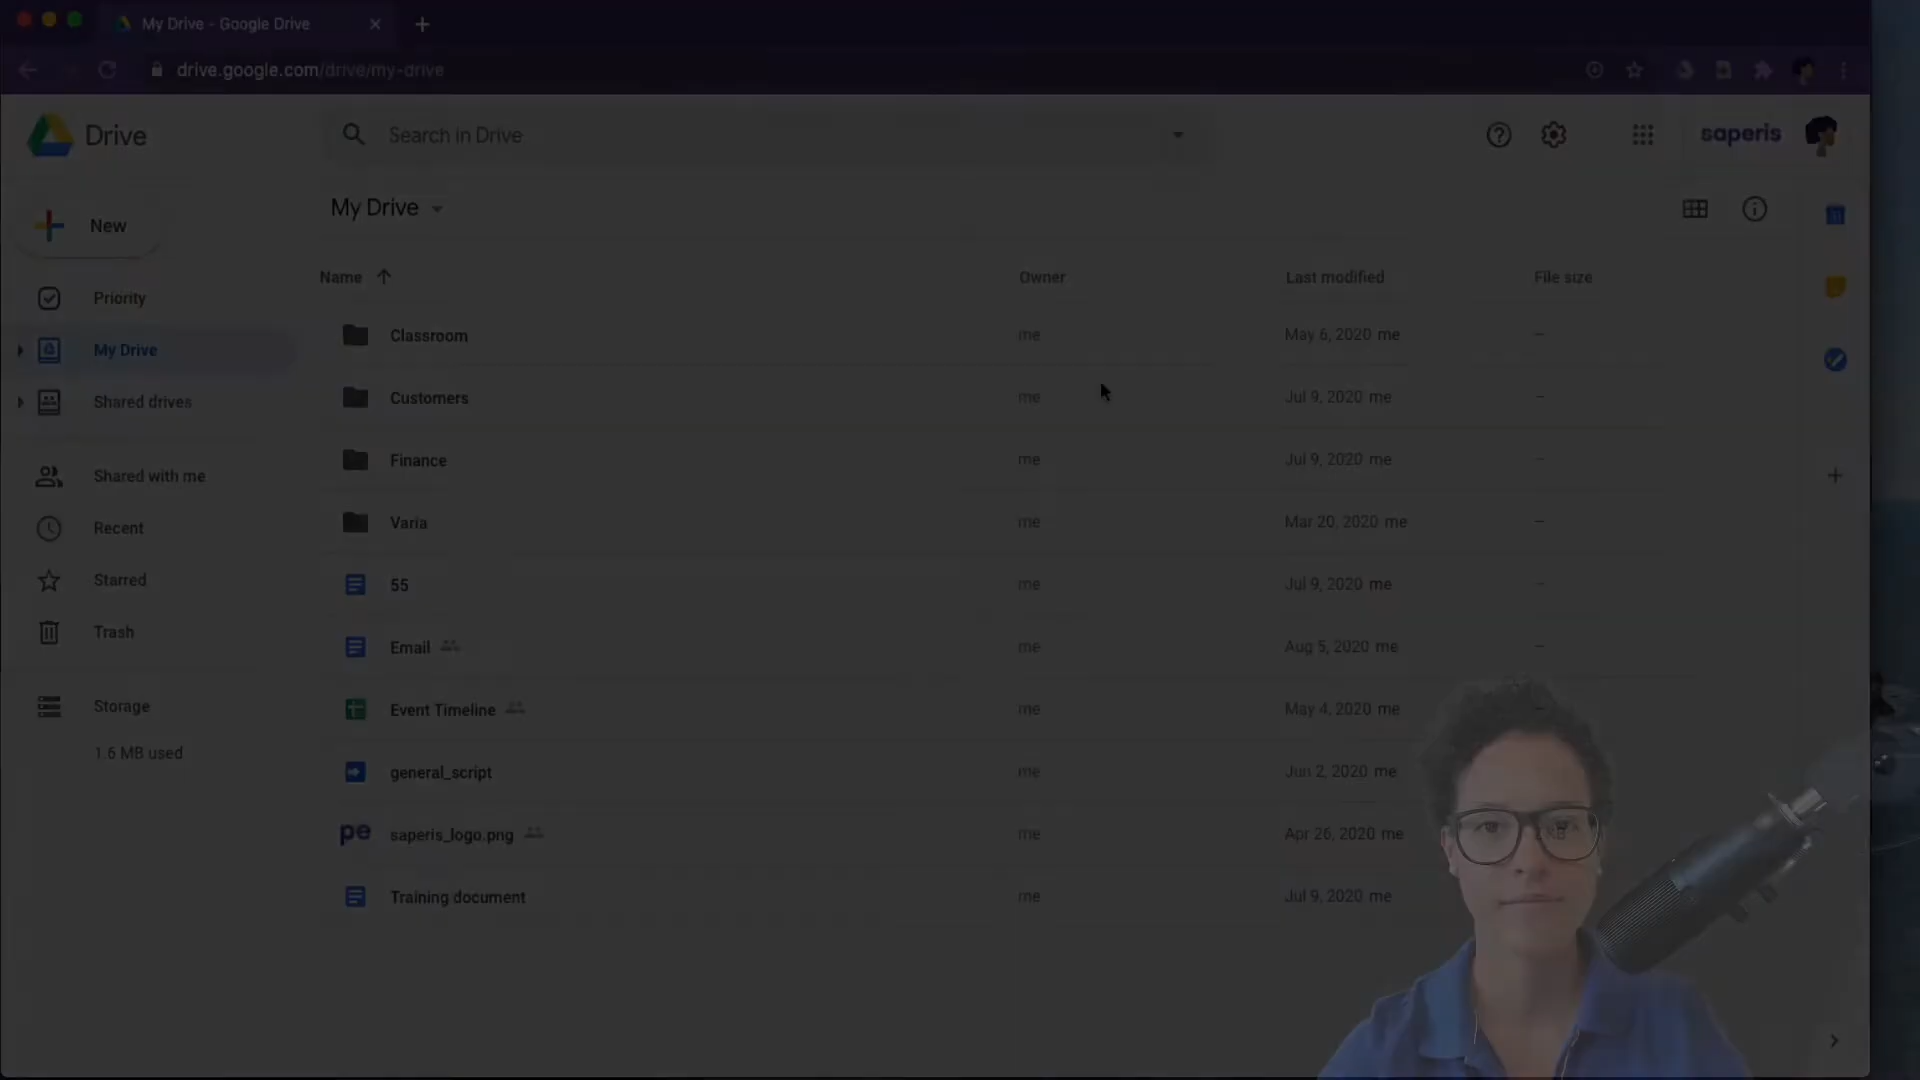 My Drive - Google Drive
drive.google.com/drive/my-drive
Drive
Search in Drive
saperis
New
My Drive
Name Owner Last modified File size
Priority
My Drive
Shared drives
Shared with me
Recent
Starred
Trash
Storage
1.6 MB used
Classroom me May 6, 2020 me –
Customers me Jul 9, 2020 me –
Finance me Jul 9, 2020 me –
Varia me Mar 20, 2020 me –
55 me Jul 9, 2020 me –
Email me Aug 5, 2020 me –
Event Timeline me May 4, 2020 me –
general_script me Jun 2, 2020 me
pe saperis_logo.png me Apr 26, 2020 me KB
Training document me Jul 9, 2020 me